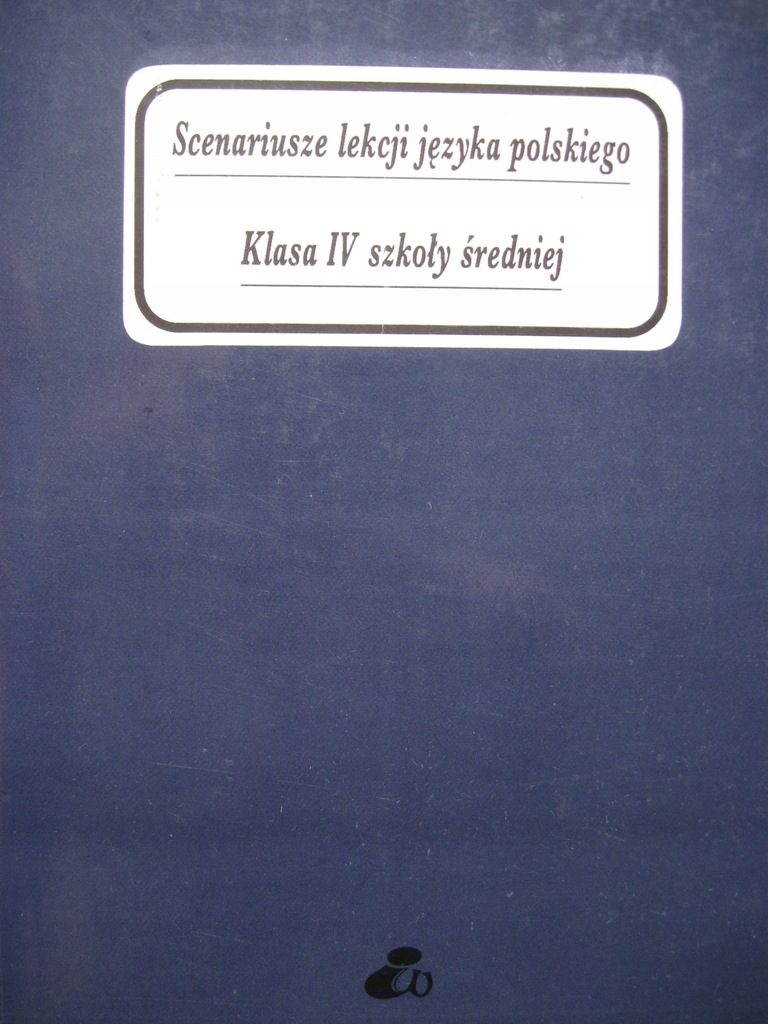 Scenariusze lekcji języka polskiego
Klasa IV szkoły średniej